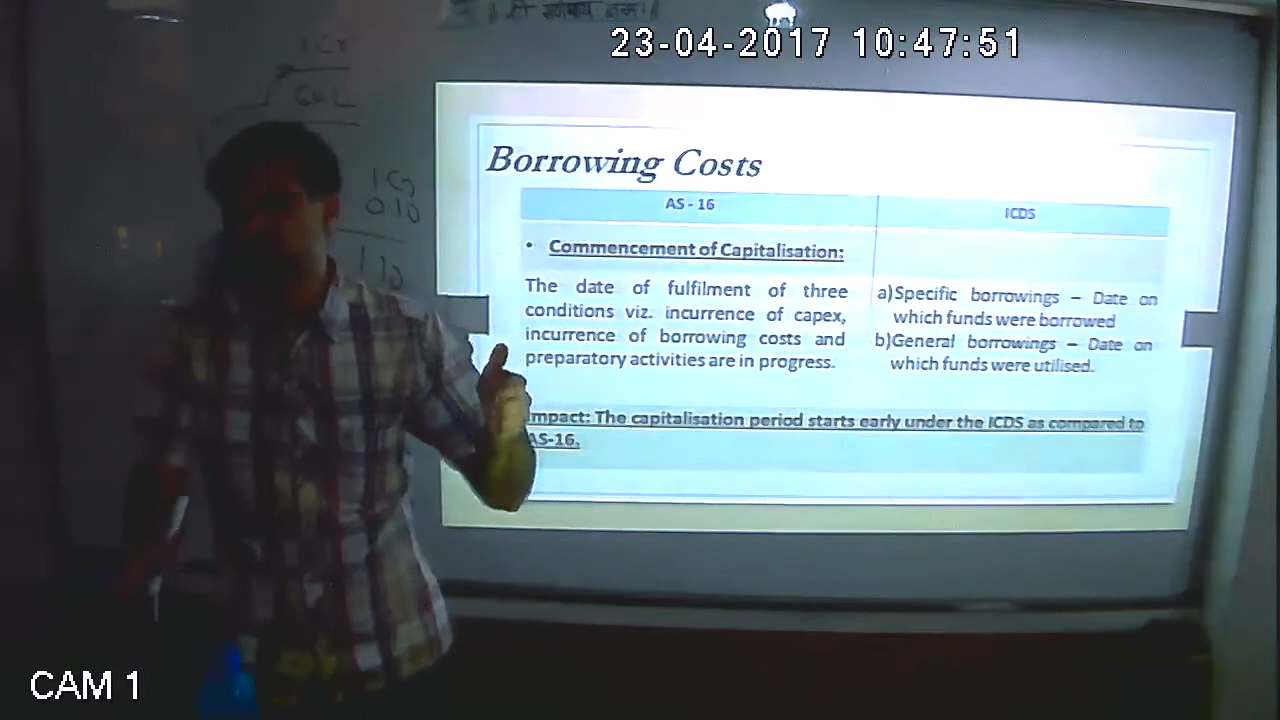 23-04-2017 10:47:51
Borrowing Costs
AS - 16
ICDS
• Commencement of Capitalisation:
The date of fulfilment of three
conditions viz. incurrence of capex,
incurrence of borrowing costs and
preparatory activities are in progress.
a)Specific borrowings – Date on
which funds were borrowed
b)General borrowings – Date on
which funds were utilised.
Impact: The capitalisation period starts early under the ICDS as compared to
AS-16.
010
CAM 1